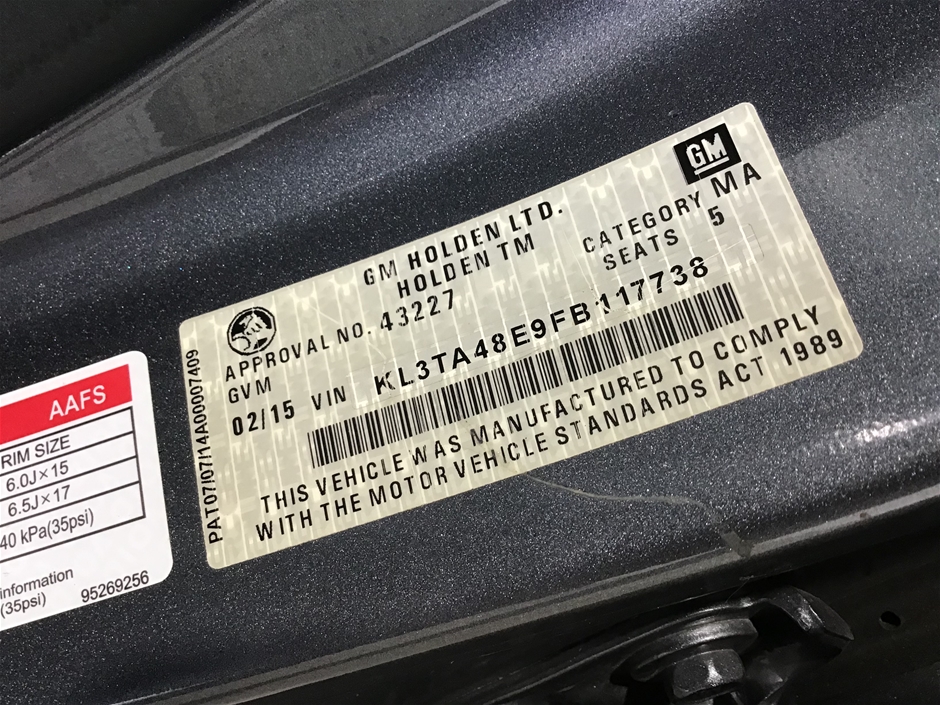 GM
GM HOLDEN LTD.
HOLDEN TM
CATEGORY MA
SEATS 5
APPROVAL NO. 43227
GVM
02/15 VIN KL3TA48E9FB117738
THIS VEHICLE WAS MANUFACTURED TO COMPLY
WITH THE MOTOR VEHICLE STANDARDS ACT 1989
PAT07/07/14A00007409
AAFS
RIM SIZE
6.0J×15
6.5J×17
40 kPa(35psi)
information
(35psi)
95269256